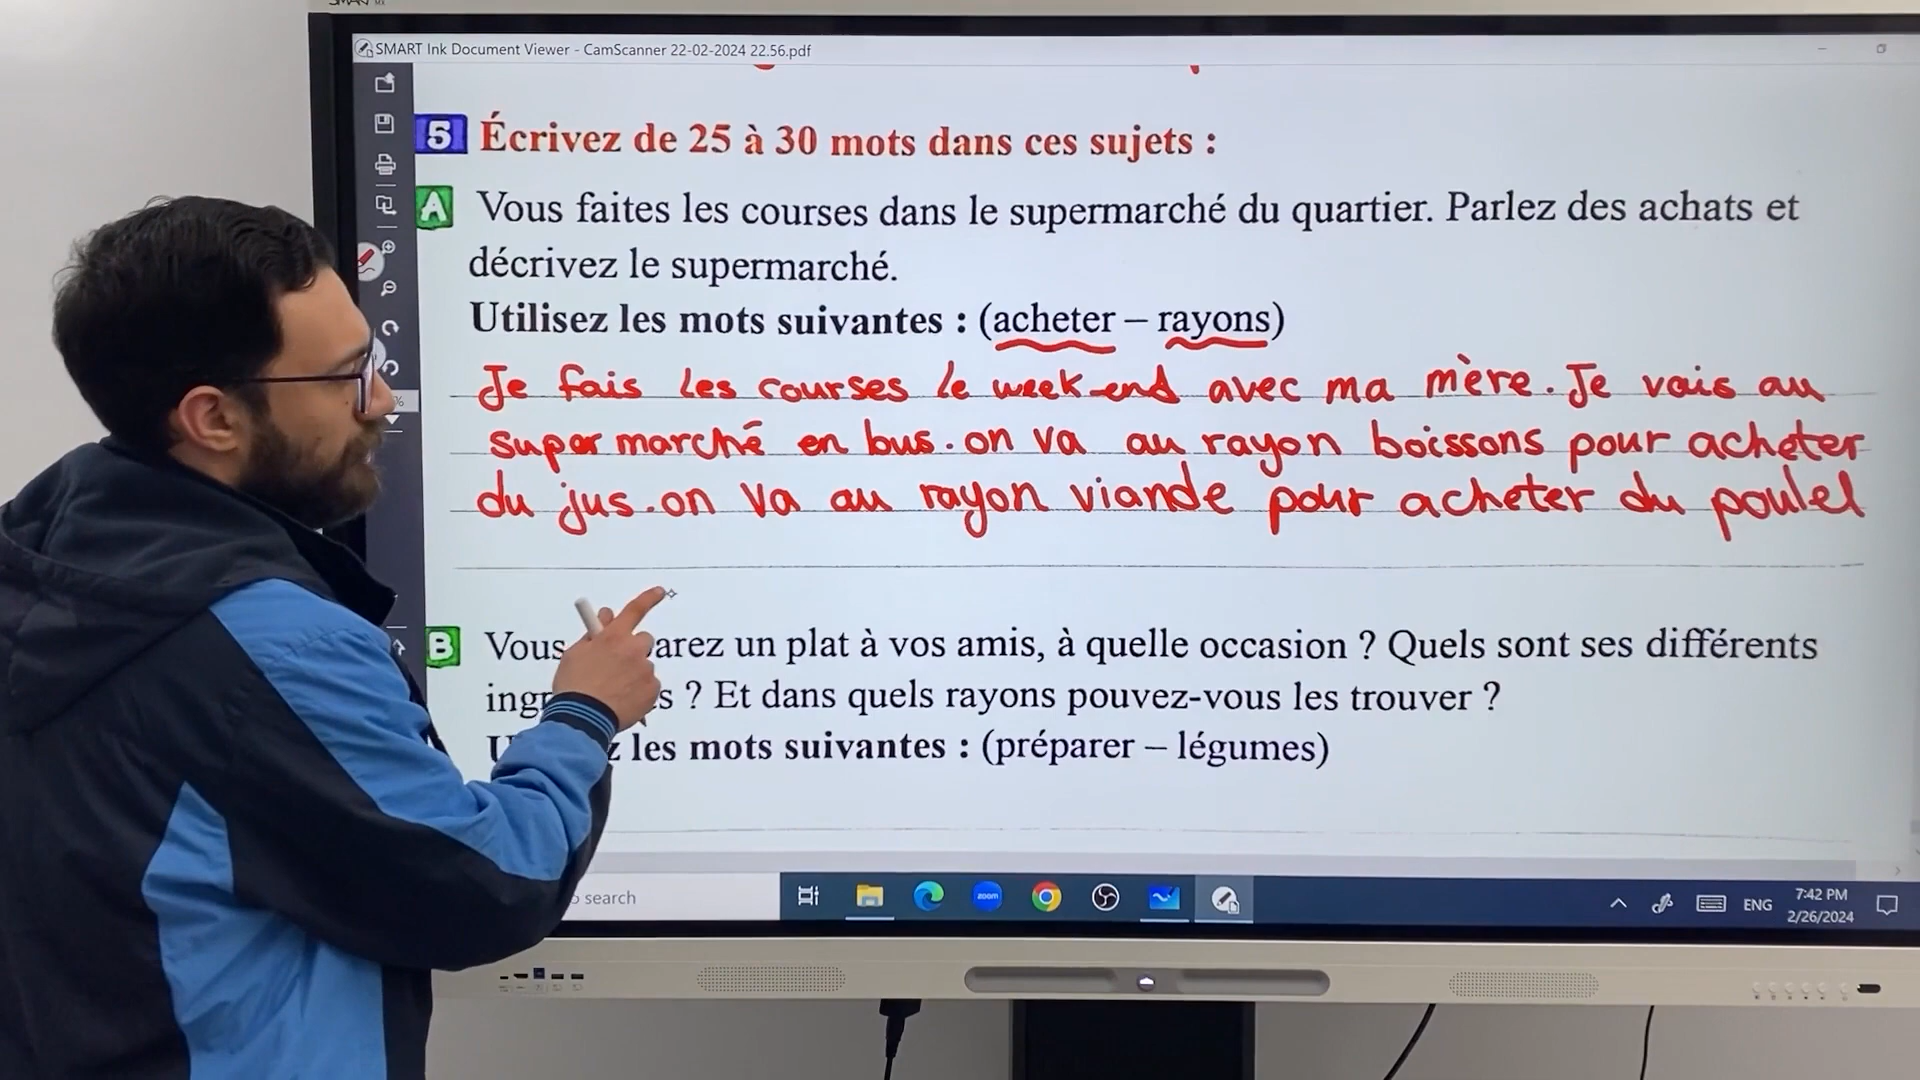 SMART Ink Document Viewer - CamScanner 22-02-2024 22.56.pdf
5 Écrivez de 25 à 30 mots dans ces sujets :
A Vous faites les courses dans le supermarché du quartier. Parlez des achats et
décrivez le supermarché.
Utilisez les mots suivantes : (acheter – rayons)
Je fais les courses le week-end avec ma mère. Je vais au
supermarché en bus. on va au rayon boissons pour acheter
du jus. on va au rayon viande pour acheter du poulet
B Vous arez un plat à vos amis, à quelle occasion ? Quels sont ses différents
ing s ? Et dans quels rayons pouvez-vous les trouver ?
U z les mots suivantes : (préparer – légumes)
search
zoom
ENG
7:42 PM
2/26/2024